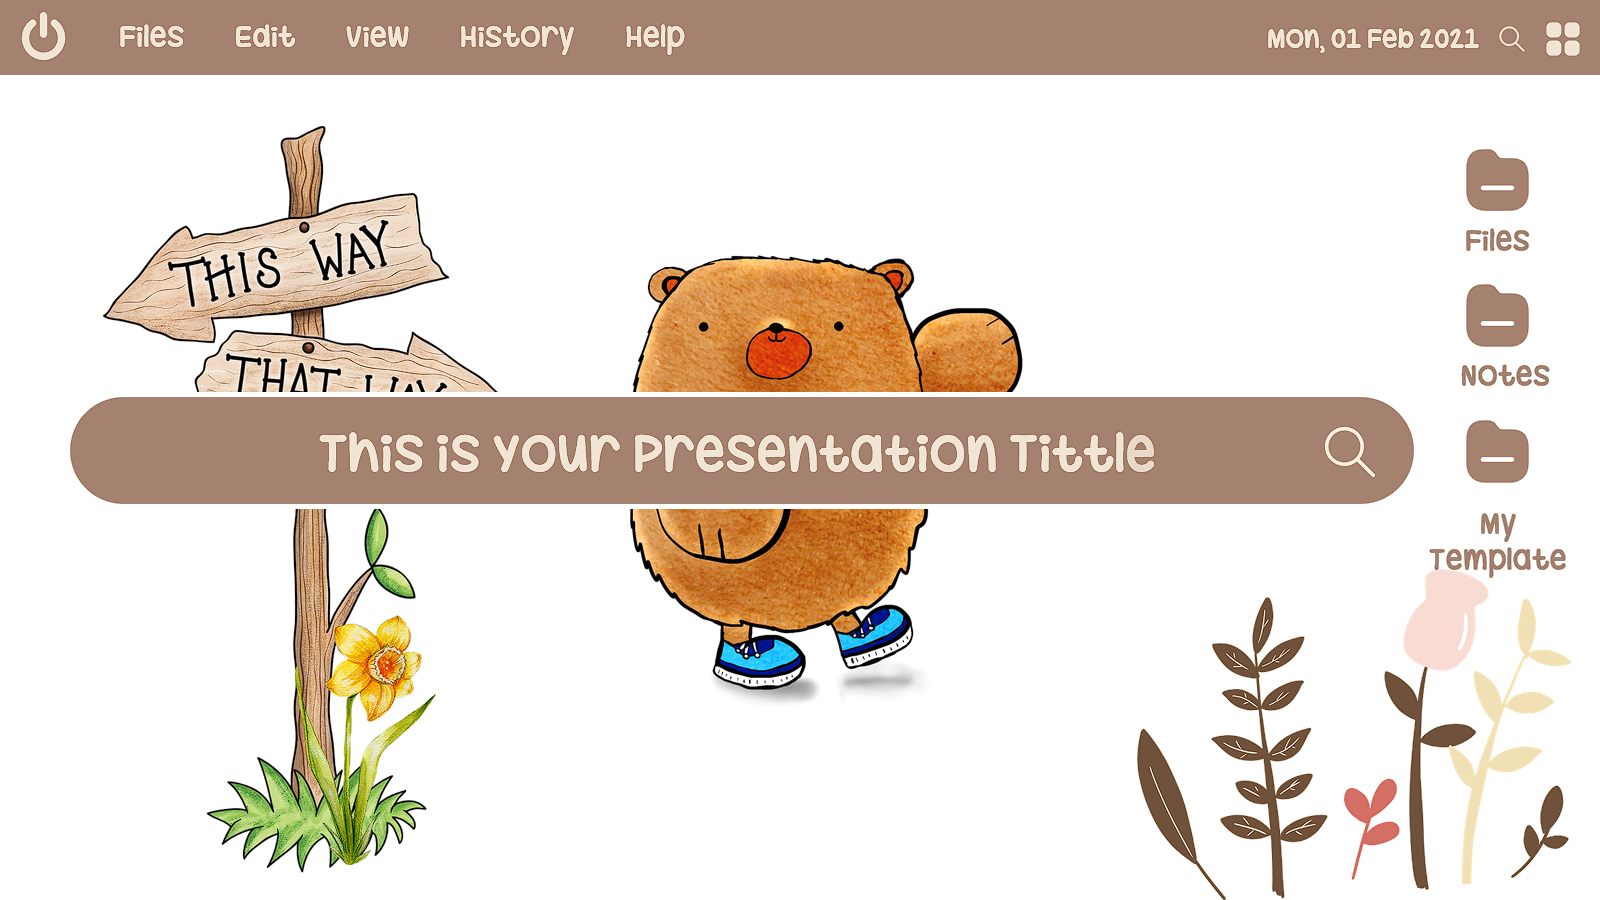 Files Edit View History Help Mon, 01 Feb 2021
THIS WAY
THAT WAY
This is your Presentation Tittle
Files
Notes
My
Template